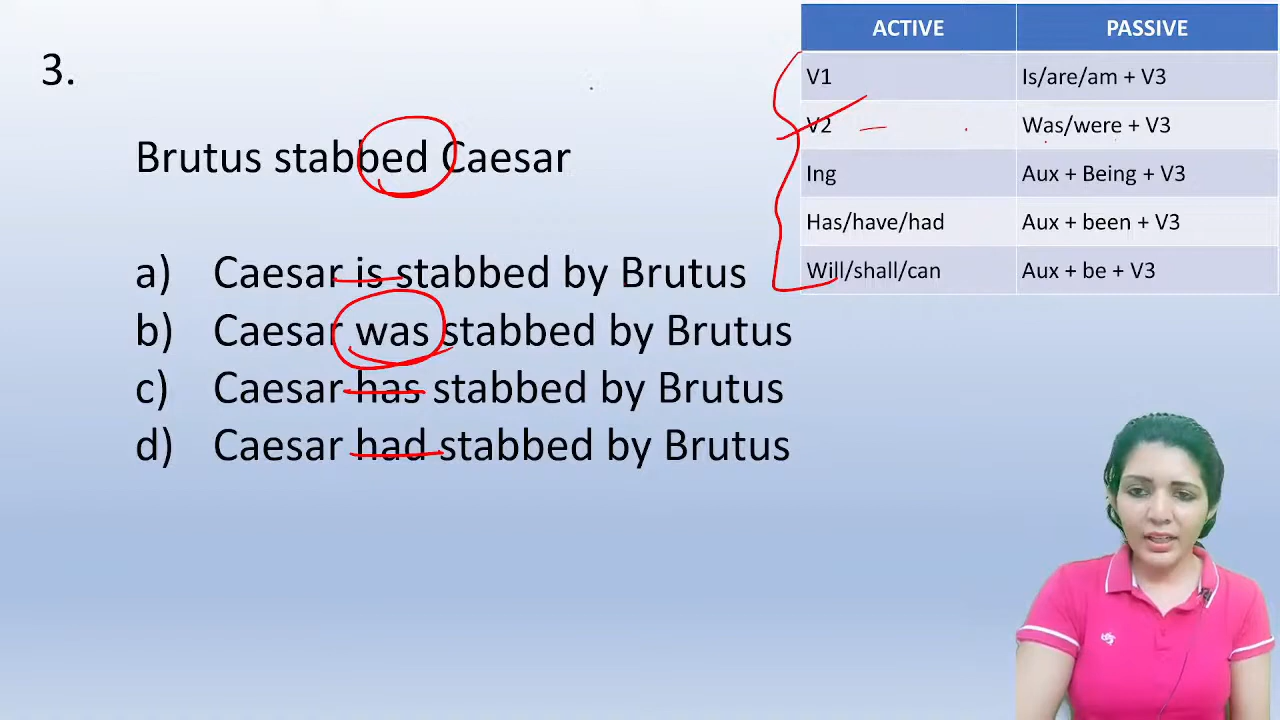 3.
Brutus stabbed Caesar
a) Caesar is stabbed by Brutus
b) Caesar was stabbed by Brutus
c) Caesar has stabbed by Brutus
d) Caesar had stabbed by Brutus
ACTIVE PASSIVE
V1 Is/are/am + V3
V2 Was/were + V3
Ing Aux + Being + V3
Has/have/had Aux + been + V3
Will/shall/can Aux + be + V3